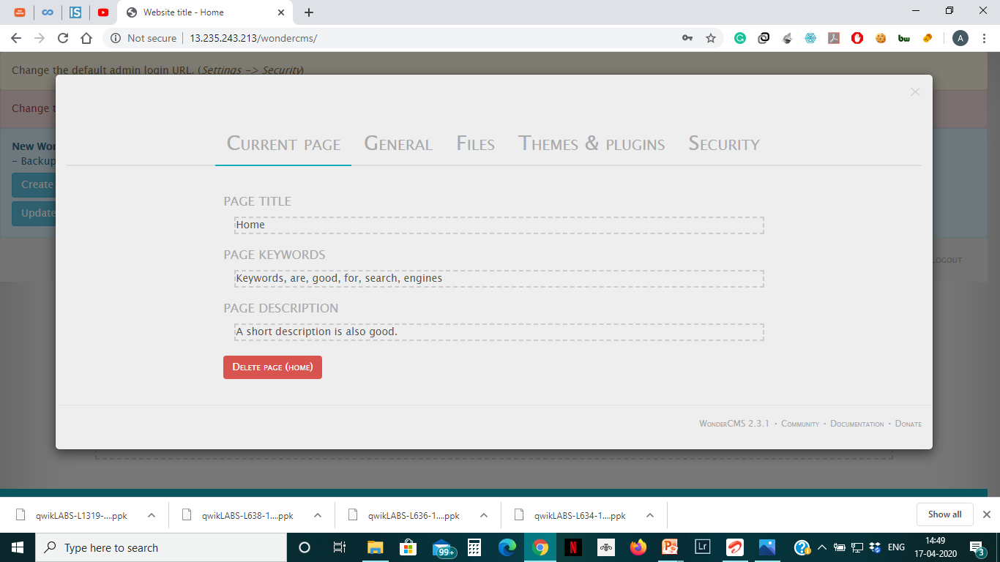 Website title - Home
Not secure
13.235.243.213/wondercms/
A
Change the default admin login URL. (Settings -> Security)
Change
New Wor
- Backup
Create
Update
LOGOUT
Current page
General
Files
Themes & plugins
Security
PAGE TITLE
Home
PAGE KEYWORDS
Keywords, are, good, for, search, engines
PAGE DESCRIPTION
A short description is also good.
Delete page (home)
WonderCMS 2.3.1 • Community • Documentation • Donate
qwikLABS-L1319-....ppk
qwikLABS-L638-1....ppk
qwikLABS-L636-1....ppk
qwikLABS-L634-1....ppk
Show all
Type here to search
99+
N
Lr
ENG
14:49
17-04-2020
3